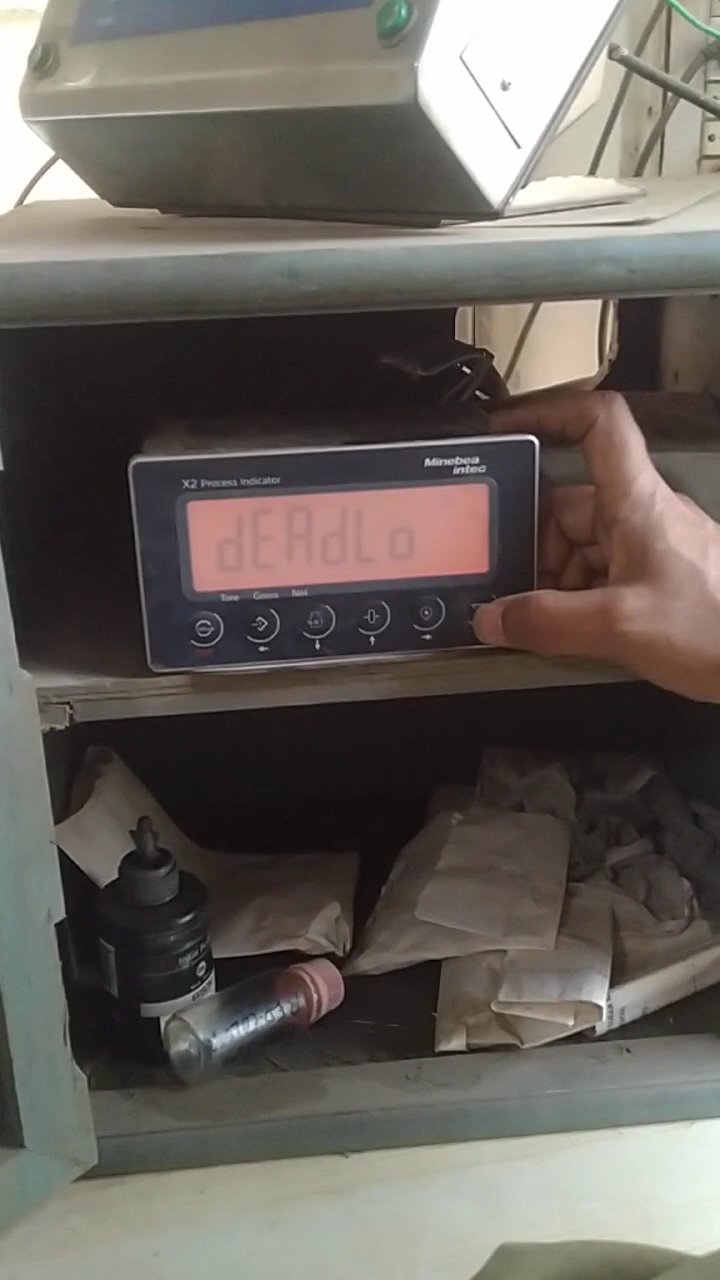 Minebea
intec
X2 Process Indicator
dEAdLo
Tare Gross Net